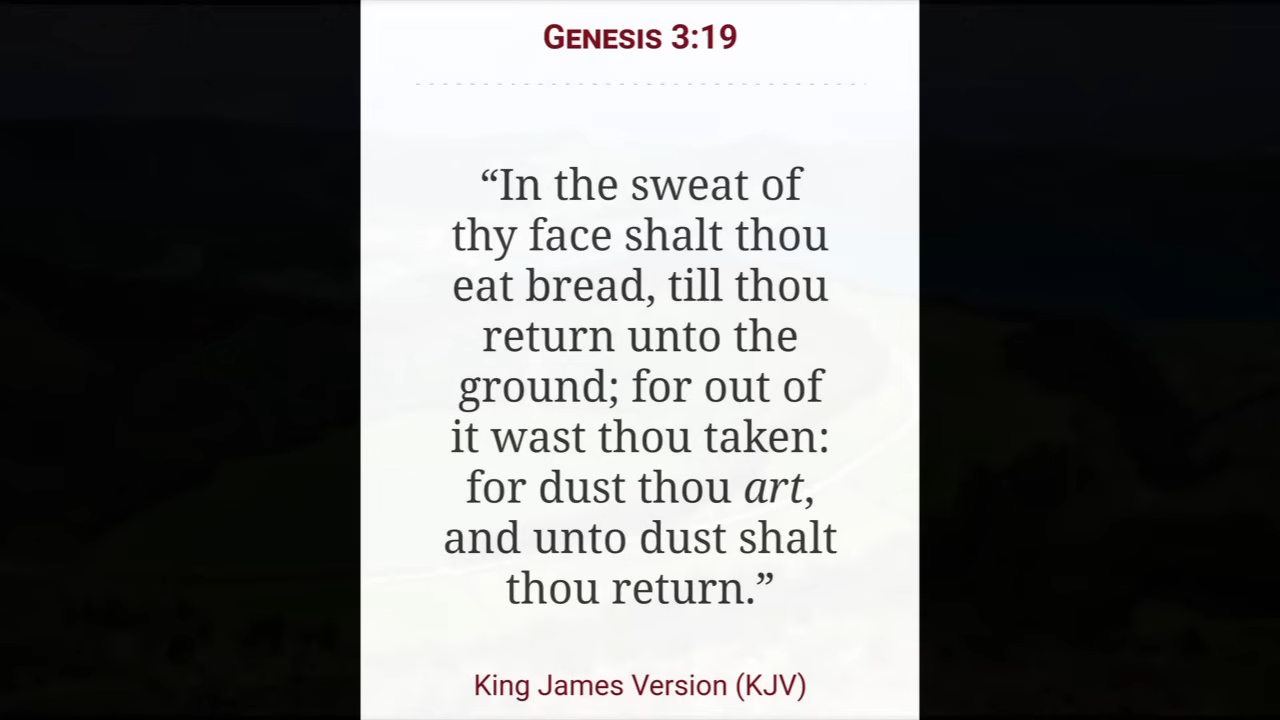 Genesis 3:19
“In the sweat of
thy face shalt thou
eat bread, till thou
return unto the
ground; for out of
it wast thou taken:
for dust thou art,
and unto dust shalt
thou return.”
King James Version (KJV)